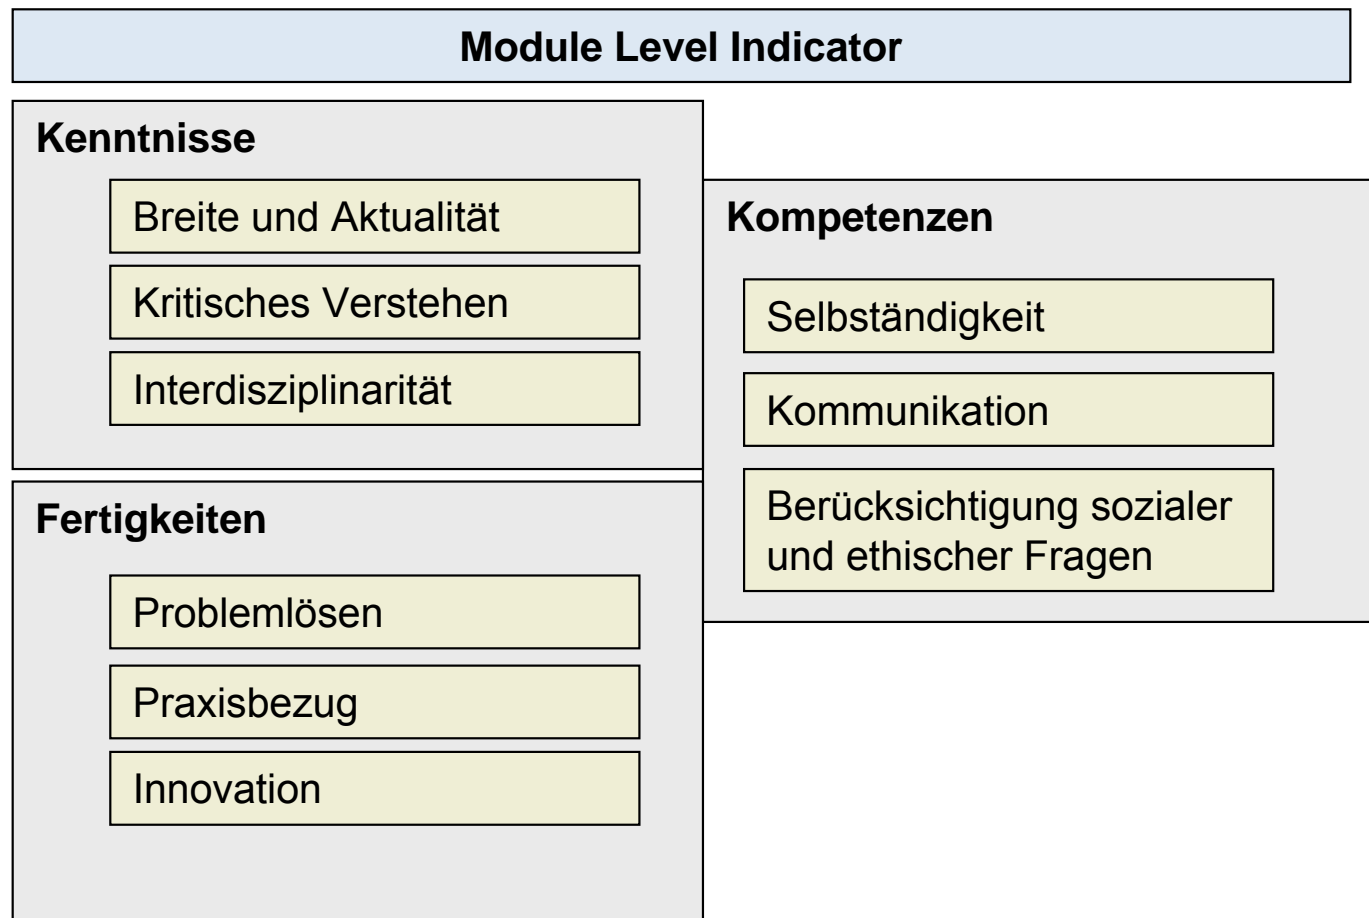 Module Level Indicator
Kenntnisse
Breite und Aktualität
Kritisches Verstehen
Interdisziplinarität
Fertigkeiten
Problemlösen
Praxisbezug
Innovation
Kompetenzen
Selbständigkeit
Kommunikation
Berücksichtigung sozialer
und ethischer Fragen